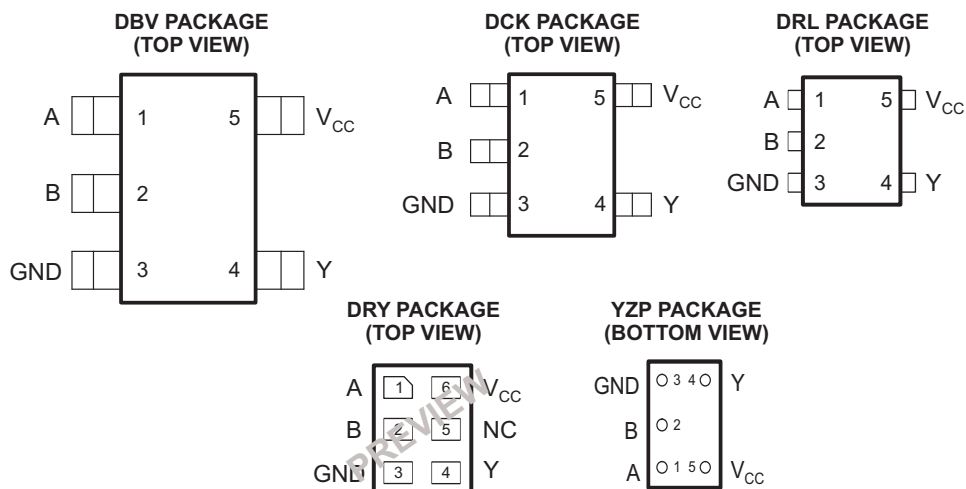 DBV PACKAGE
(TOP VIEW)
A 1 5 VCC
B 2
GND 3 4 Y
DCK PACKAGE
(TOP VIEW)
A 1 5 VCC
B 2
GND 3 4 Y
DRL PACKAGE
(TOP VIEW)
A 1 5 VCC
B 2
GND 3 4 Y
DRY PACKAGE
(TOP VIEW)
A 1 6 VCC
B 2 5 NC
GND 3 4 Y
PREVIEW
YZP PACKAGE
(BOTTOM VIEW)
GND 3 4 Y
B 2
A 1 5 VCC